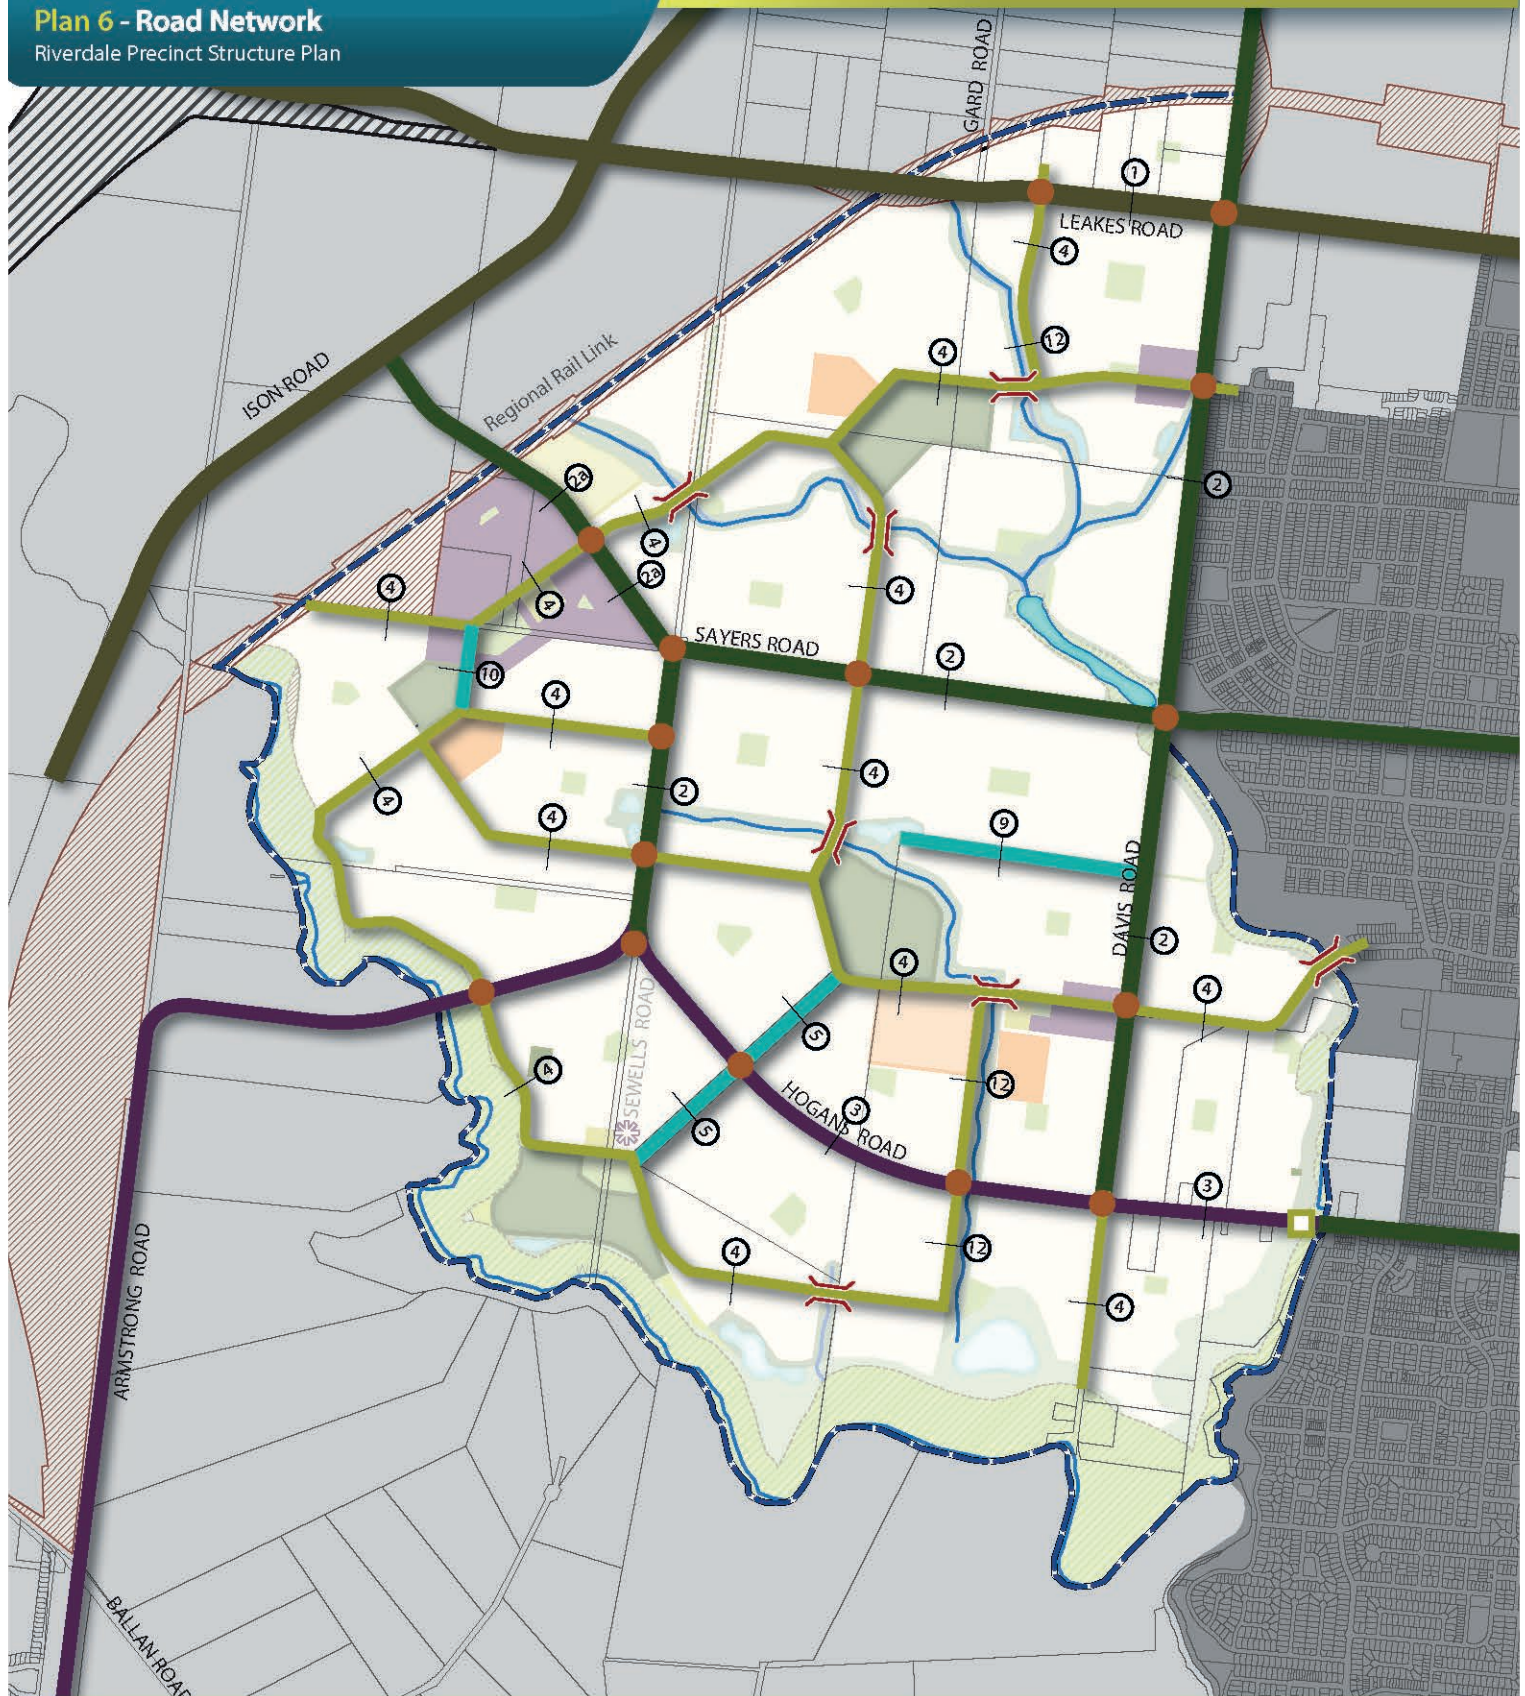 Plan 6 - Road Network
Riverdale Precinct Structure Plan
GARD ROAD
1
LEAKES ROAD
4
12
4
ISON ROAD
Regional Rail Link
2a
2
4
2a
4
4
4
SAYERS ROAD
2
10
4
4
4
2
4
9
DAVIS ROAD
2
4
4
5
SEWELLS ROAD
4
12
HOGANS ROAD
3
5
3
4
12
4
ARMSTRONG ROAD
BALLAN ROAD